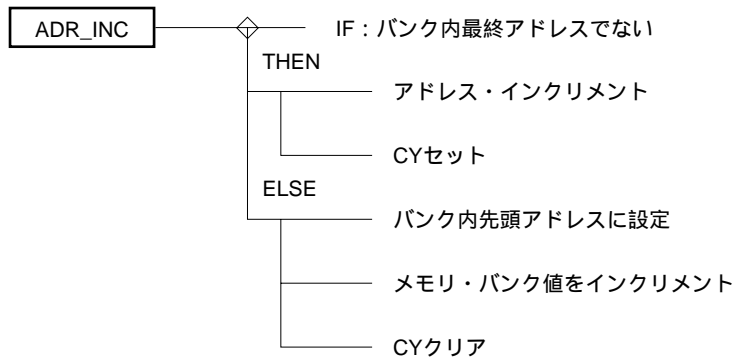 ADR_INC
IF：バンク内最終アドレスでない
THEN
アドレス・インクリメント
CYセット
ELSE
バンク内先頭アドレスに設定
メモリ・バンク値をインクリメント
CYクリア